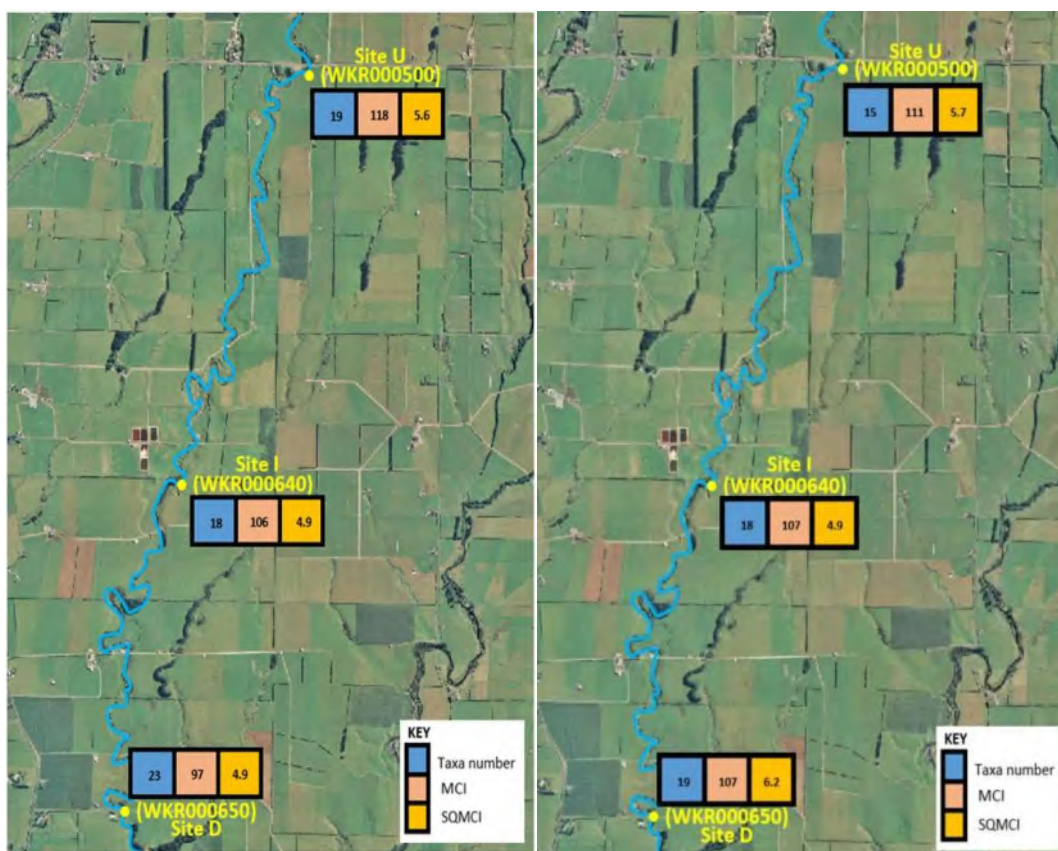 Site U
(WKR000500)
19 118 5.6
Site I
(WKR000640)
18 106 4.9
23 97 4.9
(WKR000650)
Site D
KEY
Taxa number
MCI
SQMCI
Site U
(WKR000500)
15 111 5.7
Site I
(WKR000640)
18 107 4.9
19 107 6.2
(WKR000650)
Site D
KEY
Taxa number
MCI
SQMCI